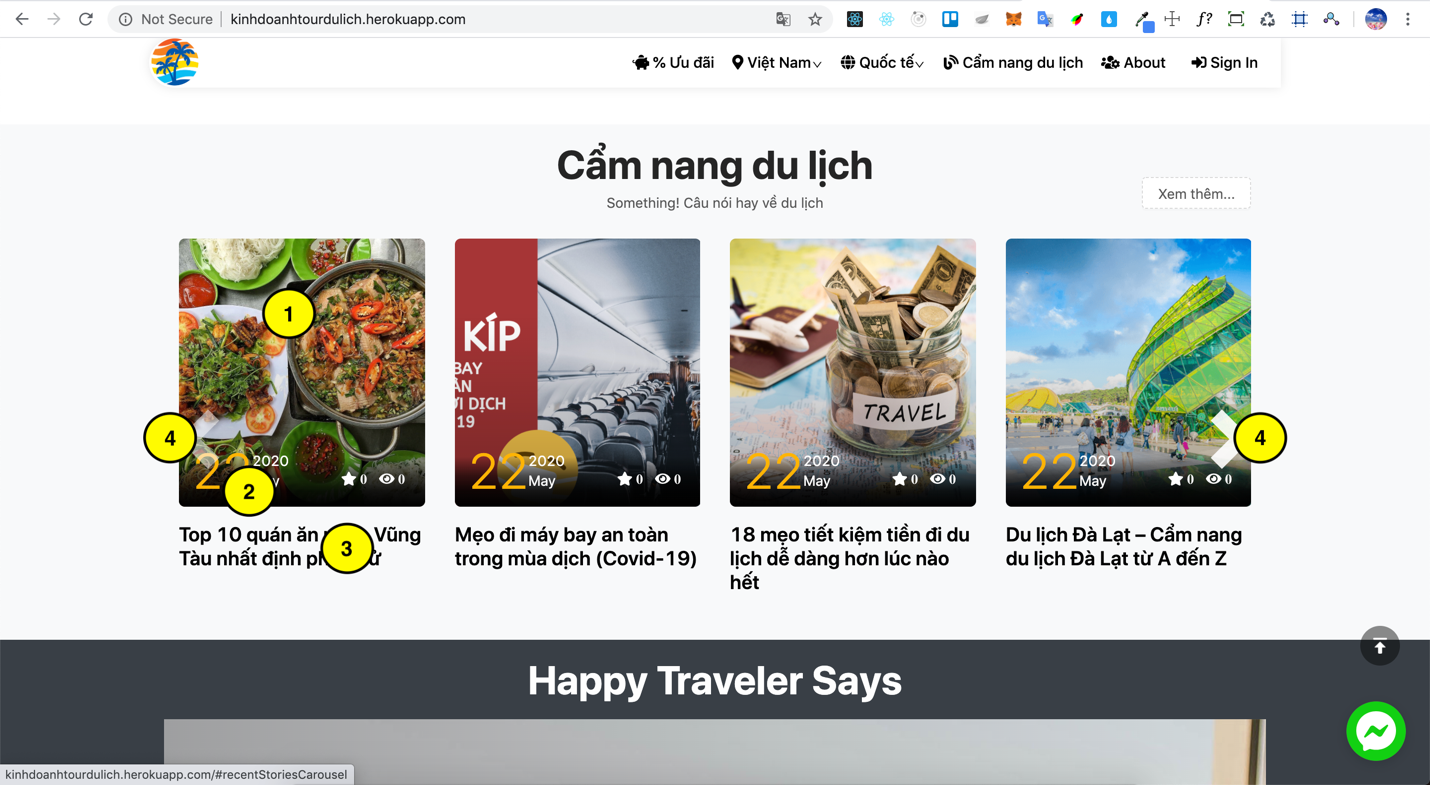 Not Secure
kinhdoanhtourdulich.herokuapp.com
f?
% Ưu đãi
Việt Nam
Quốc tế
Cẩm nang du lịch
About
Sign In
Cẩm nang du lịch
Something! Câu nói hay về du lịch
Xem thêm...
1
KÍP
BAY
ÀN
ỜI DỊCH
19
TRAVEL
4
4
22
2020
2
0
0
22
2020
May
0
0
22
2020
May
0
0
22
2020
May
0
0
3
Top 10 quán ăn Vũng
Tàu nhất định
Mẹo đi máy bay an toàn
trong mùa dịch (Covid-19)
18 mẹo tiết kiệm tiền đi du
lịch dễ dàng hơn lúc nào
hết
Du lịch Đà Lạt – Cẩm nang
du lịch Đà Lạt từ A đến Z
Happy Traveler Says
kinhdoanhtourdulich.herokuapp.com/#recentStoriesCarousel